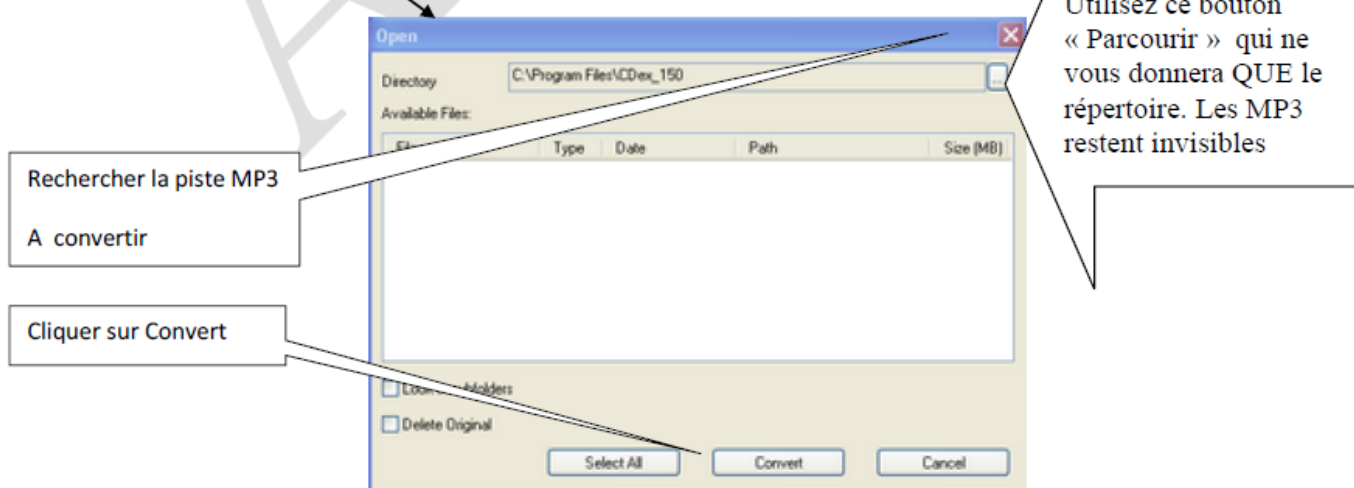 Utilisez ce bouton
« Parcourir » qui ne
vous donnera QUE le
répertoire. Les MP3
restent invisibles
Open
Directory
C:\Program Files\CDex_150
...
Available Files:
Type Date Path Size (MB)
Rechercher la piste MP3
A convertir
Cliquer sur Convert
Delete Original
Select All Convert Cancel